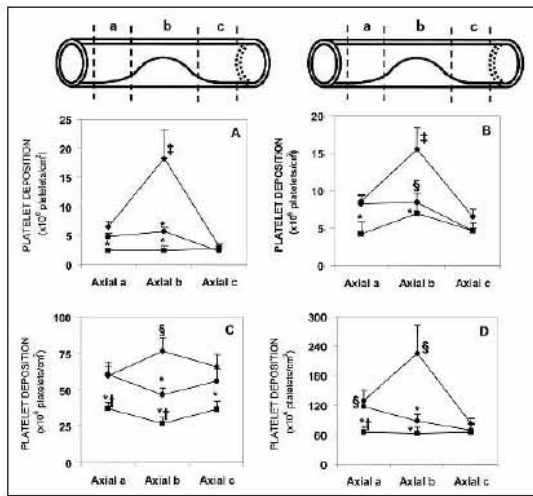 a b c
a b c
PLATELET DEPOSITION
(x10⁶ platelets/cm²)
25
20
15
10
5
0
A
‡
*
*
*
Axial a Axial b Axial c
PLATELET DEPOSITION
(x10⁶ platelets/cm²)
20
15
10
5
0
B
‡
§
*
*
Axial a Axial b Axial c
PLATELET DEPOSITION
(x10⁶ platelets/cm²)
100
75
50
25
0
C
§
*
*†
*†
*
Axial a Axial b Axial c
PLATELET DEPOSITION
(x10⁶ platelets/cm²)
300
240
180
120
60
0
D
§
§
*
*†
*
Axial a Axial b Axial c